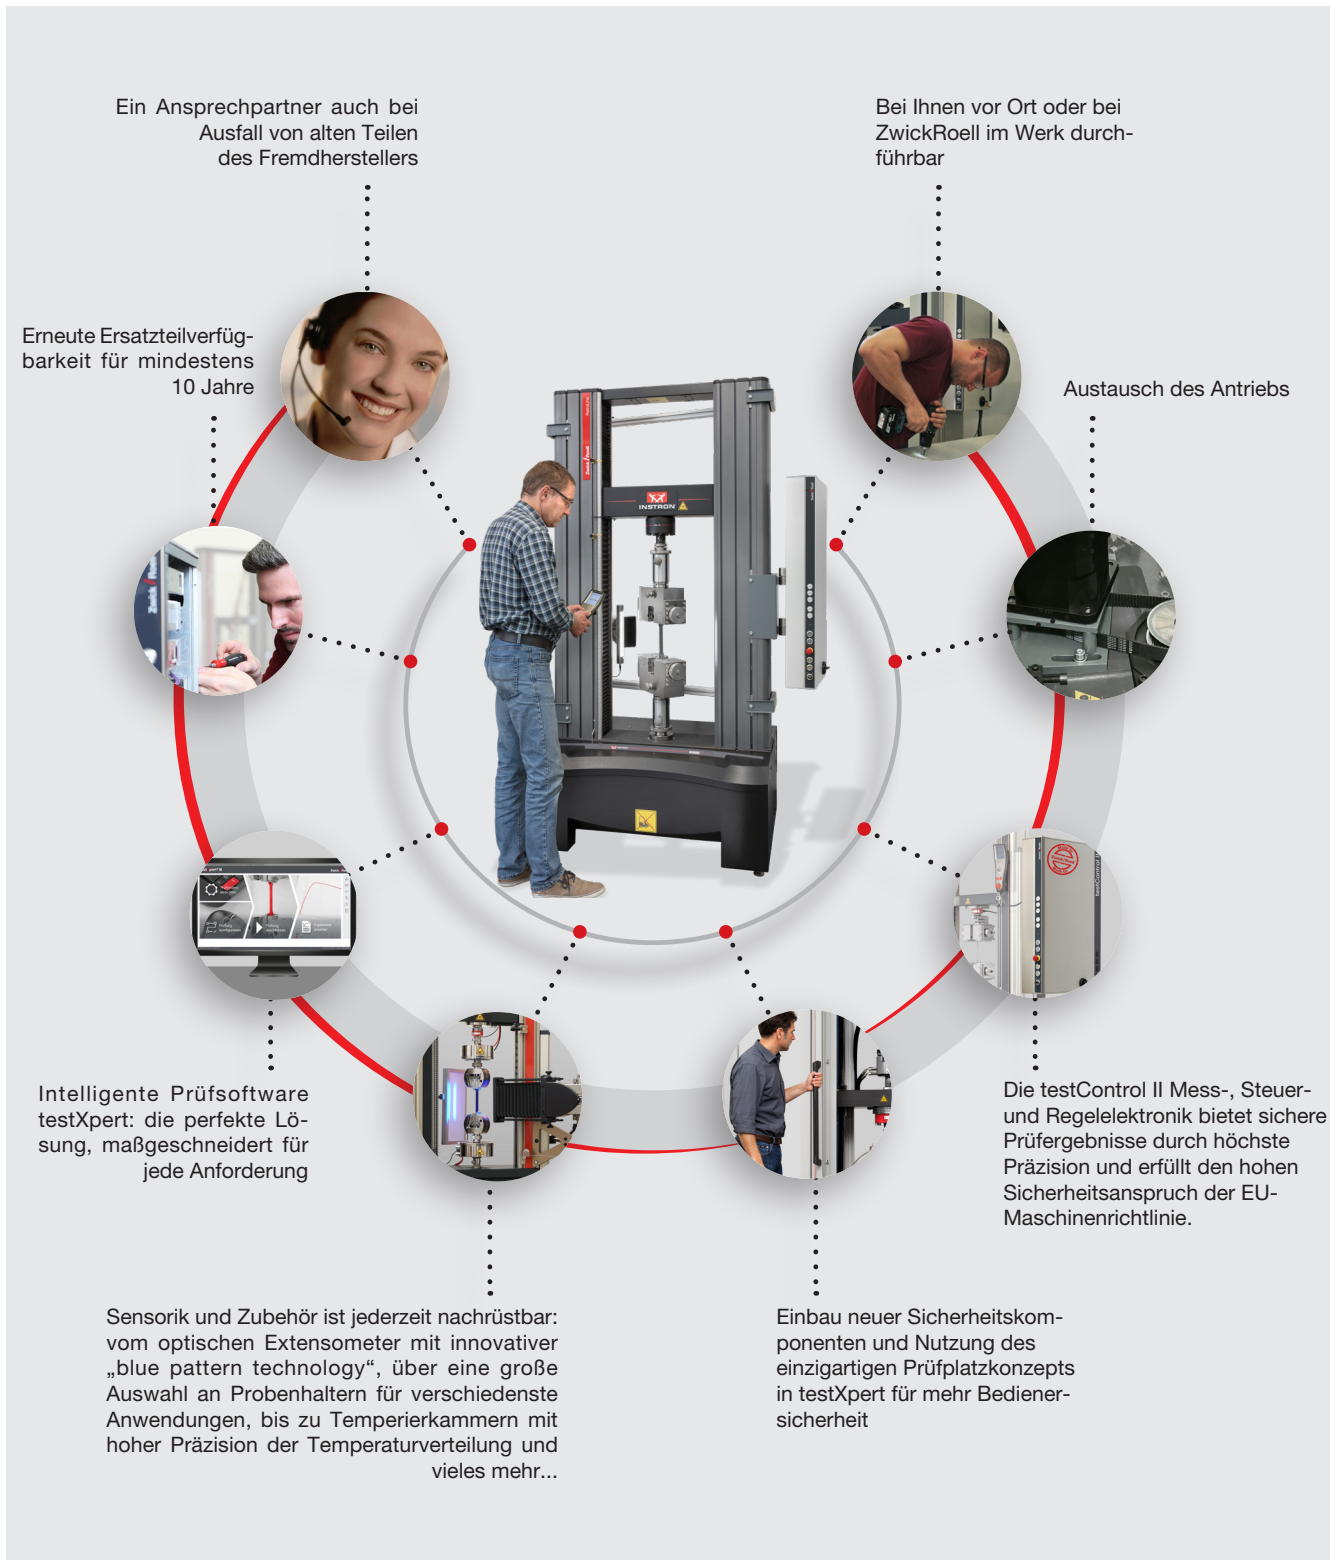 Ein Ansprechpartner auch bei
Ausfall von alten Teilen
des Fremdherstellers
Bei Ihnen vor Ort oder bei
ZwickRoell im Werk durch-
führbar
Erneute Ersatzteilverfüg-
barkeit für mindestens
10 Jahre
Austausch des Antriebs
INSTRON
Intelligente Prüfsoftware
testXpert: die perfekte Lö-
sung, maßgeschneidert für
jede Anforderung
Die testControl II Mess-, Steuer-
und Regelelektronik bietet sichere
Prüfergebnisse durch höchste
Präzision und erfüllt den hohen
Sicherheitsanspruch der EU-
Maschinenrichtlinie.
Sensorik und Zubehör ist jederzeit nachrüstbar:
vom optischen Extensometer mit innovativer
„blue pattern technology“, über eine große
Auswahl an Probenhaltern für verschiedenste
Anwendungen, bis zu Temperierkammern mit
hoher Präzision der Temperaturverteilung und
vieles mehr...
Einbau neuer Sicherheitskom-
ponenten und Nutzung des
einzigartigen Prüfplatzkonzepts
in testXpert für mehr Bediener-
sicherheit